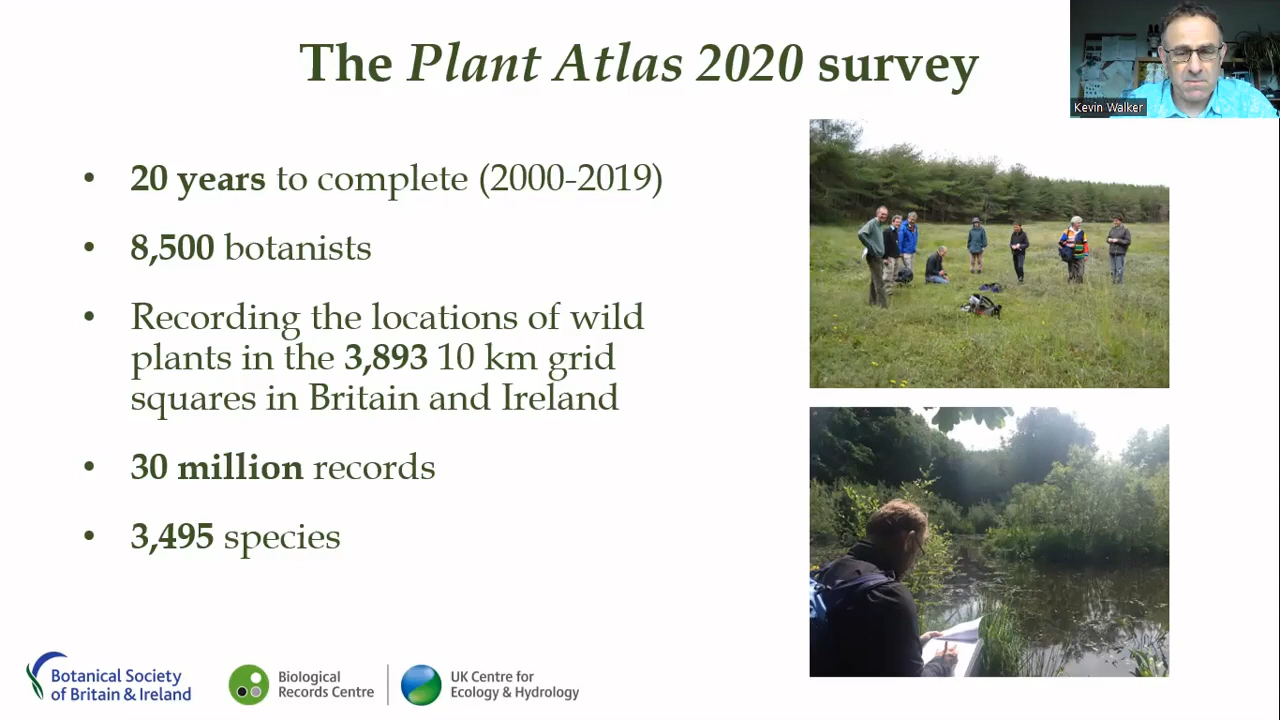 The Plant Atlas 2020 survey
Kevin Walker
• 20 years to complete (2000-2019)
• 8,500 botanists
• Recording the locations of wild
plants in the 3,893 10 km grid
squares in Britain and Ireland
• 30 million records
• 3,495 species
Botanical Society
of Britain & Ireland
Biological
Records Centre
UK Centre for
Ecology & Hydrology